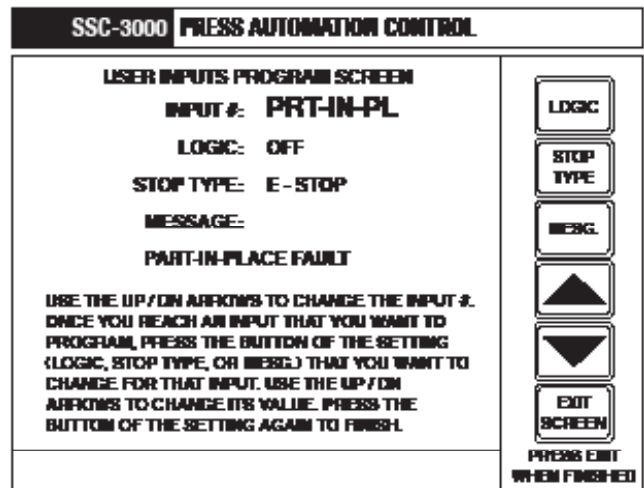 SSC-3000 PRESS AUTOMATION CONTROL
USER INPUTS PROGRAM SCREEN
INPUT #: PRT-IN-PL
LOGIC: OFF
STOP TYPE: E - STOP
MESSAGE:
PART-IN-PLACE FAULT
USE THE UP / DN ARROWS TO CHANGE THE INPUT #.
ONCE YOU REACH AN INPUT THAT YOU WANT TO
PROGRAM, PRESS THE BUTTON OF THE SETTING
(LOGIC, STOP TYPE, OR MESG.) THAT YOU WANT TO
CHANGE FOR THAT INPUT. USE THE UP / DN
ARROWS TO CHANGE ITS VALUE. PRESS THE
BUTTON OF THE SETTING AGAIN TO FINISH.
LOGIC
STOP
TYPE
MESG.
EXIT
SCREEN
PRESS EXIT
WHEN FINISHED